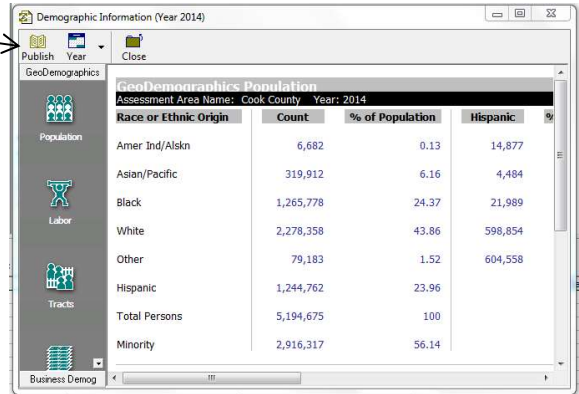 Demographic Information (Year 2014)
Publish Year Close
GeoDemographics
Population
Labor
Tracts
Business Demog
GeoDemographics Population
Assessment Area Name: Cook County Year: 2014
Race or Ethnic Origin Count % of Population Hispanic %
Amer Ind/Alskn 6,682 0.13 14,877
Asian/Pacific 319,912 6.16 4,484
Black 1,265,778 24.37 21,989
White 2,278,358 43.86 598,854
Other 79,183 1.52 604,558
Hispanic 1,244,762 23.96
Total Persons 5,194,675 100
Minority 2,916,317 56.14